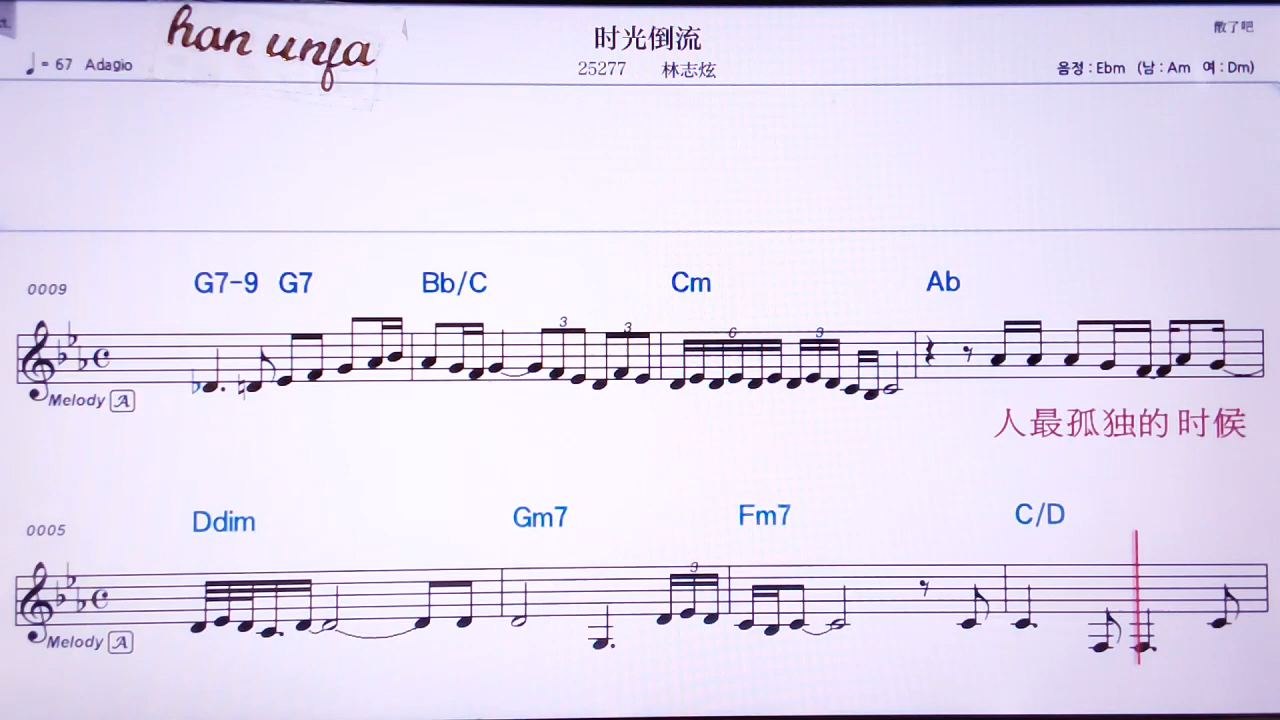 han unfa
时光倒流
散了吧
♩= 67 Adagio
25277 林志炫
음정 : Ebm (남 : Am 여 : Dm)
0009
G7-9 G7 Bb/C Cm Ab
3 3 6 9
Melody A
人最孤独的时候
0005
Ddim Gm7 Fm7 C/D
9
Melody A